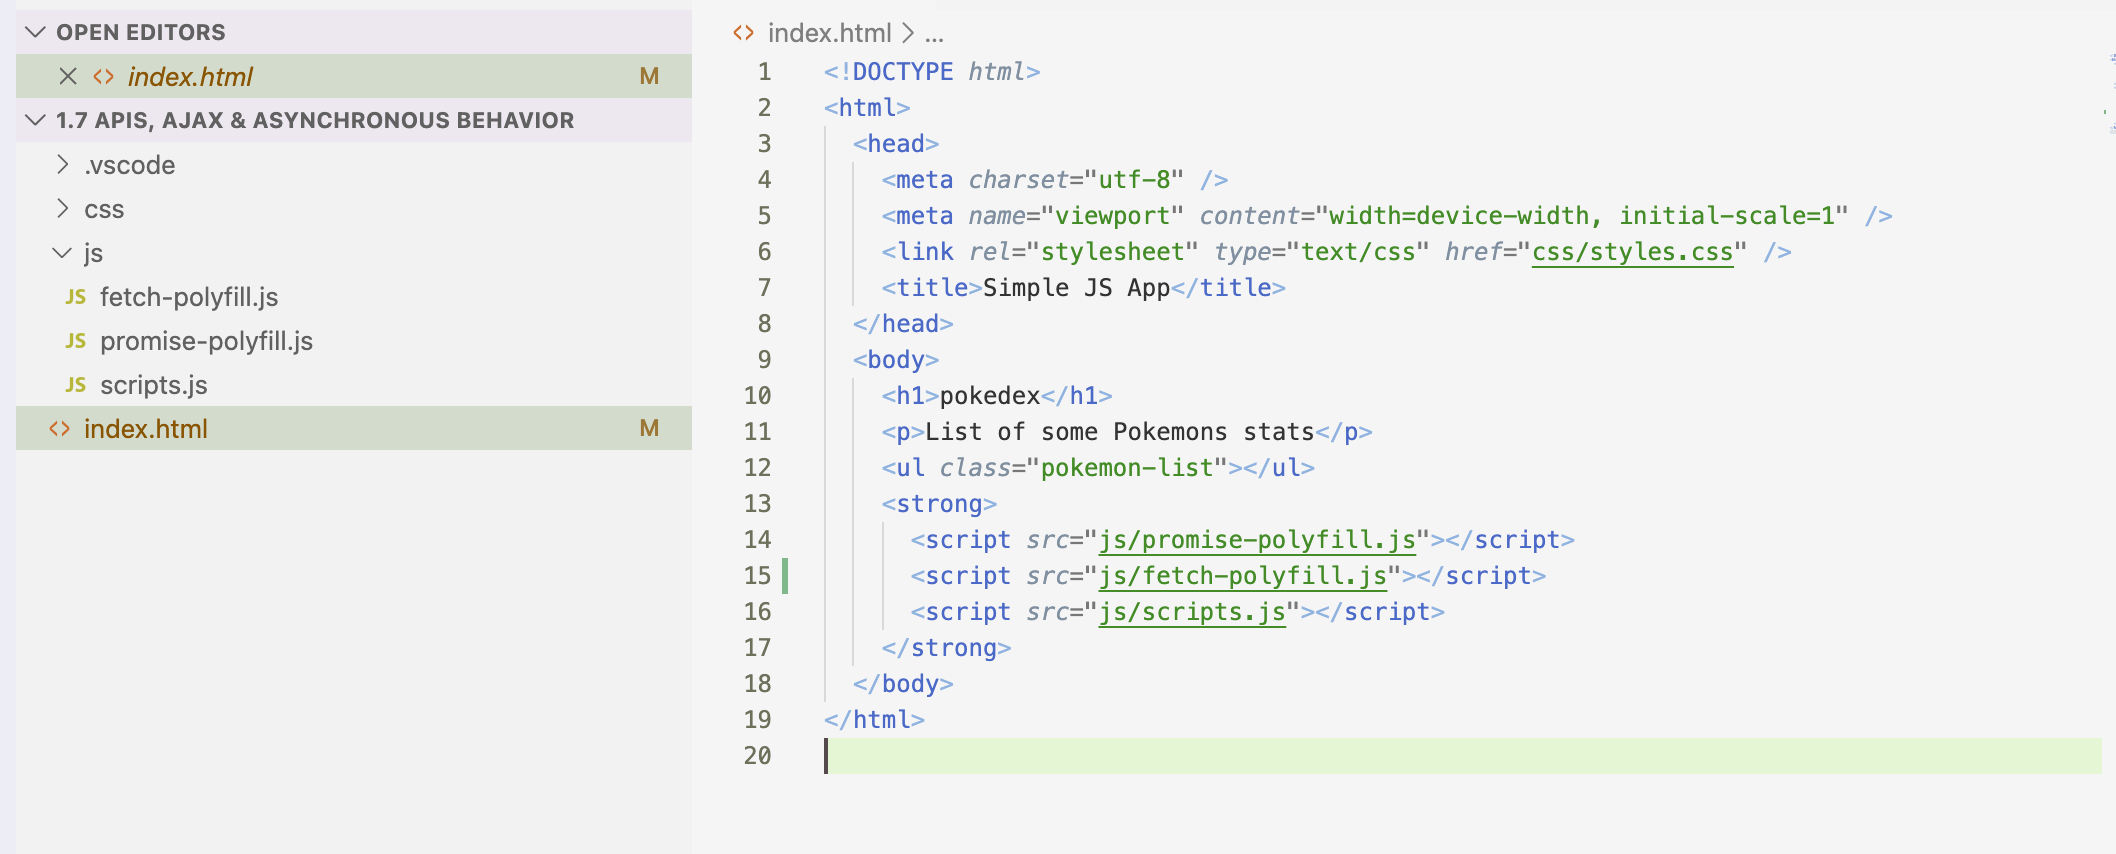 OPEN EDITORS
index.html M
1.7 APIS, AJAX & ASYNCHRONOUS BEHAVIOR
.vscode
css
js
JS fetch-polyfill.js
JS promise-polyfill.js
JS scripts.js
index.html M
index.html > ...
1 <!DOCTYPE html>
2 <html>
3 <head>
4 <meta charset="utf-8" />
5 <meta name="viewport" content="width=device-width, initial-scale=1" />
6 <link rel="stylesheet" type="text/css" href="css/styles.css" />
7 <title>Simple JS App</title>
8 </head>
9 <body>
10 <h1>pokedex</h1>
11 <p>List of some Pokemons stats</p>
12 <ul class="pokemon-list"></ul>
13 <strong>
14 <script src="js/promise-polyfill.js"></script>
15 <script src="js/fetch-polyfill.js"></script>
16 <script src="js/scripts.js"></script>
17 </strong>
18 </body>
19 </html>
20